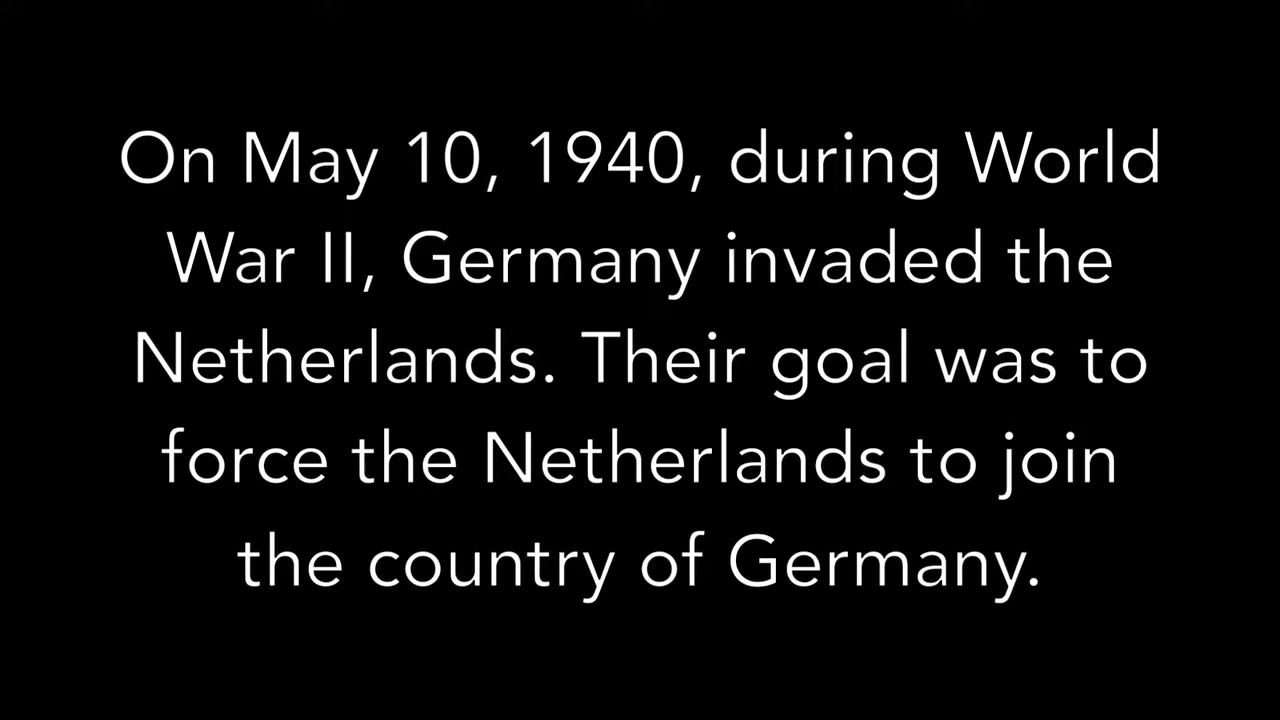 On May 10, 1940, during World
War II, Germany invaded the
Netherlands. Their goal was to
force the Netherlands to join
the country of Germany.